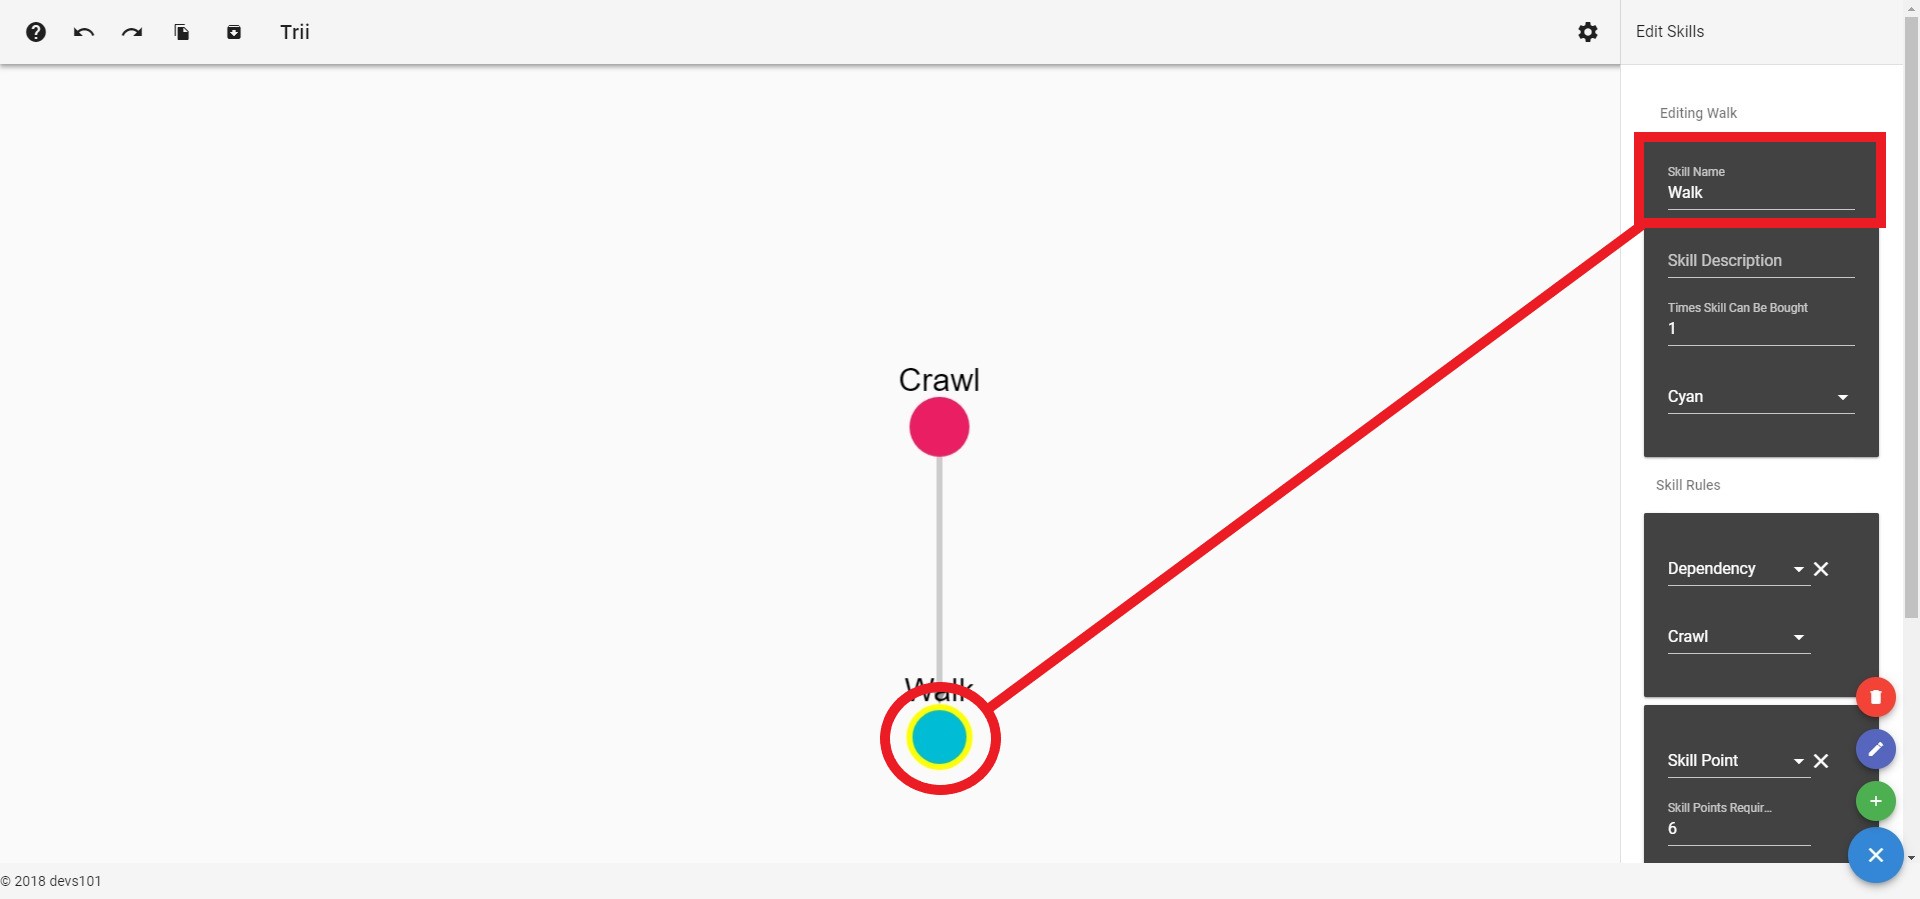 Trii
Edit Skills
Editing Walk
Skill Name
Walk
Skill Description
Times Skill Can Be Bought
1
Cyan
Skill Rules
Dependency
Crawl
Skill Point
Skill Points Requir...
6
Crawl
Walk
© 2018 devs101